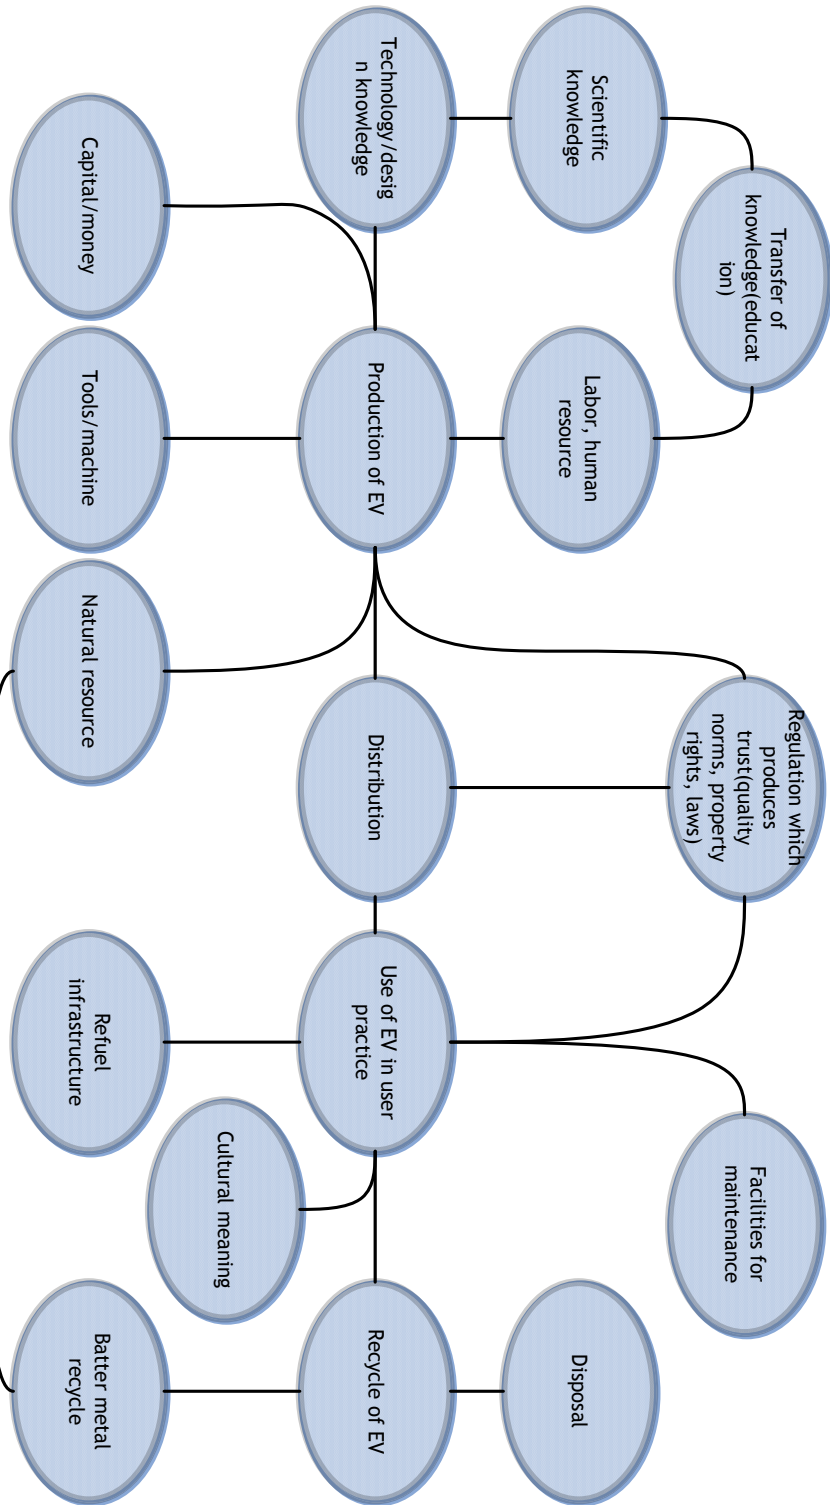 Transfer of
knowledge(educat
ion)
Regulation which
produces
trust(quality
norms, property
rights, laws)
Facilities for
maintenance
Scientific
knowledge
Labor, human
resource
Disposal
Technology/desig
n knowledge
Production of EV
Distribution
Use of EV in user
practice
Recycle of EV
Cultural meaning
Capital/money
Tools/machine
Natural resource
Refuel
infrastructure
Batter metal
recycle